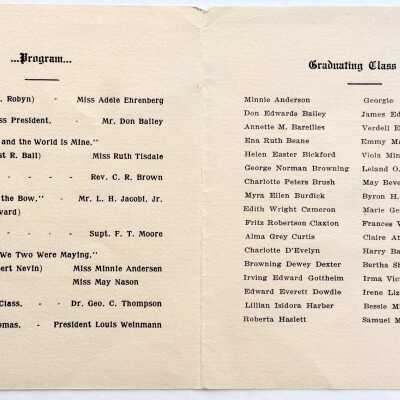 ...Program...
. Robyn) - Miss Adele Ehrenberg
ss President, - Mr. Don Bailey
and the World is Mine."
st R. Ball) Miss Ruth Tisdale
- - - - Rev. C. R. Brown
the Bow." - Mr. L. H. Jacobi, Jr.
vard)
- - - - Supt. F. T. Moore
We Two Were Maying."
ert Nevin) Miss Minnie Andersen
Miss May Nason
Class. - Dr. Geo. C. Thompson
omas. - President Louis Weinmann
Graduating Class
Minnie Anderson Georgie
Don Edwards Bailey James Ed
Annette M. Bareilles Verdell E
Ena Ruth Beane Emmy Ma
Helen Easter Bickford Viola Min
George Norman Browning Leland O.
Charlotte Peters Brush May Beve
Myra Ellen Burdick Byron H.
Edith Wright Cameron Marie Ge
Fritz Robertson Claxton Frances V
Alma Grey Curtis Claire At
Charlotte D'Evelyn Harry Ba
Browning Dewey Dexter Bertha Sh
Irving Edward Gottheim Irma Vic
Edward Everett Dowdle Irene Liz
Lillian Isidora Harber Bessie M
Roberta Haslett Samuel M